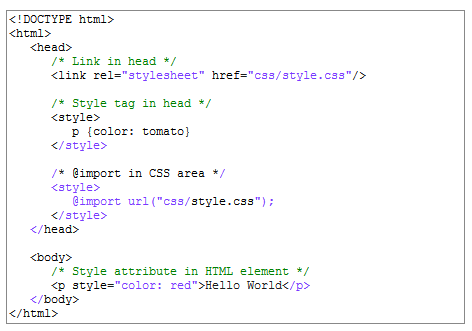 <!DOCTYPE html>
<html>
   <head>
      /* Link in head */
      <link rel="stylesheet" href="css/style.css"/>

      /* Style tag in head */
      <style>
         p {color: tomato}
      </style>

      /* @import in CSS area */
      <style>
         @import url("css/style.css");
      </style>
   </head>

   <body>
      /* Style attribute in HTML element */
      <p style="color: red">Hello World</p>
   </body>
</html>